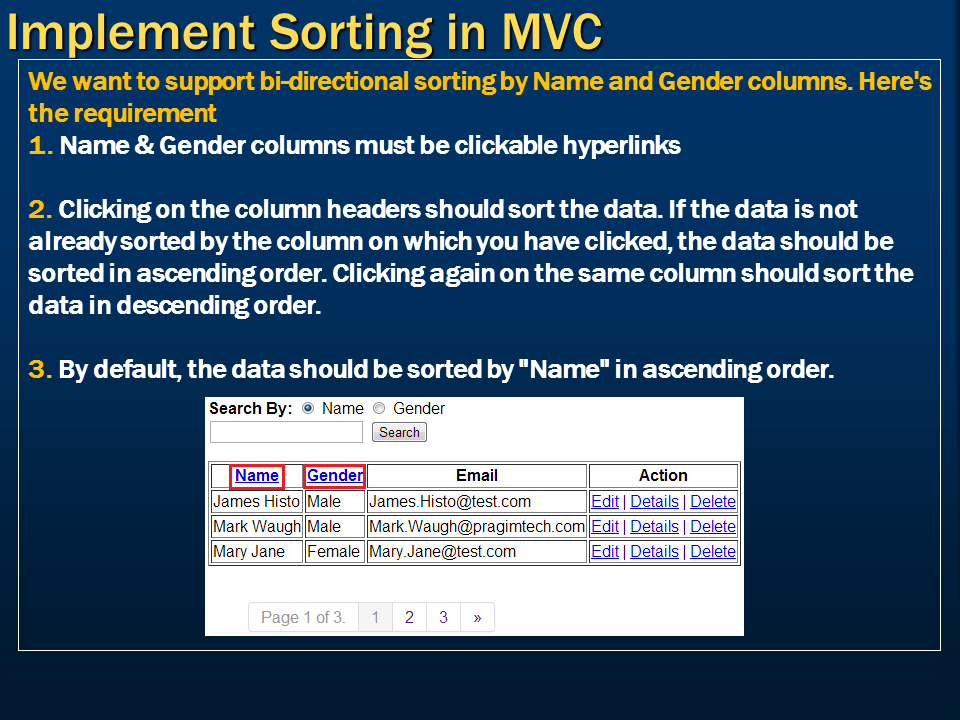 Implement Sorting in MVC
We want to support bi-directional sorting by Name and Gender columns. Here's
the requirement
1. Name & Gender columns must be clickable hyperlinks
2. Clicking on the column headers should sort the data. If the data is not
already sorted by the column on which you have clicked, the data should be
sorted in ascending order. Clicking again on the same column should sort the
data in descending order.
3. By default, the data should be sorted by "Name" in ascending order.
Search By: Name Gender
Search
Name Gender Email Action
James Histo Male James.Histo@test.com Edit | Details | Delete
Mark Waugh Male Mark.Waugh@pragimtech.com Edit | Details | Delete
Mary Jane Female Mary.Jane@test.com Edit | Details | Delete
Page 1 of 3. 1 2 3 »